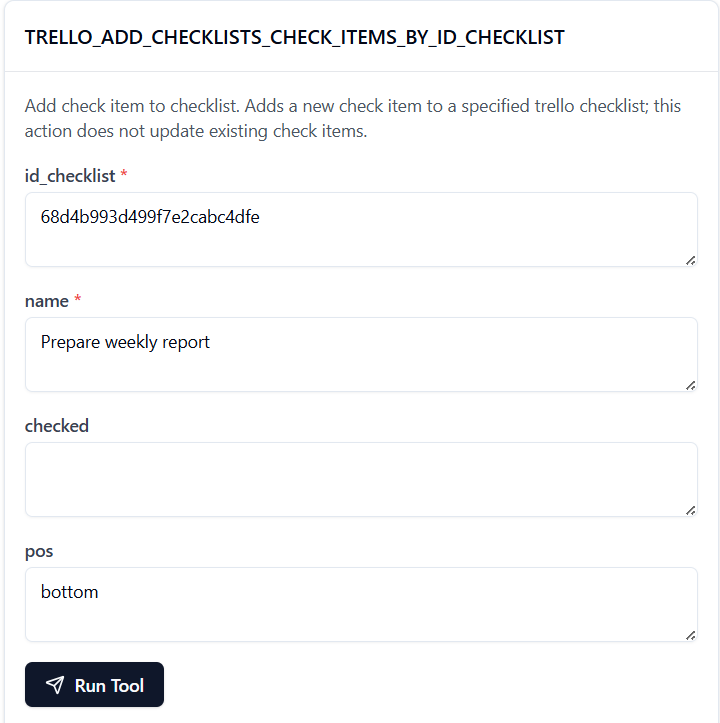 TRELLO_ADD_CHECKLISTS_CHECK_ITEMS_BY_ID_CHECKLIST
Add check item to checklist. Adds a new check item to a specified trello checklist; this
action does not update existing check items.
id_checklist *
68d4b993d499f7e2cabc4dfe
name *
Prepare weekly report
checked
pos
bottom
Run Tool